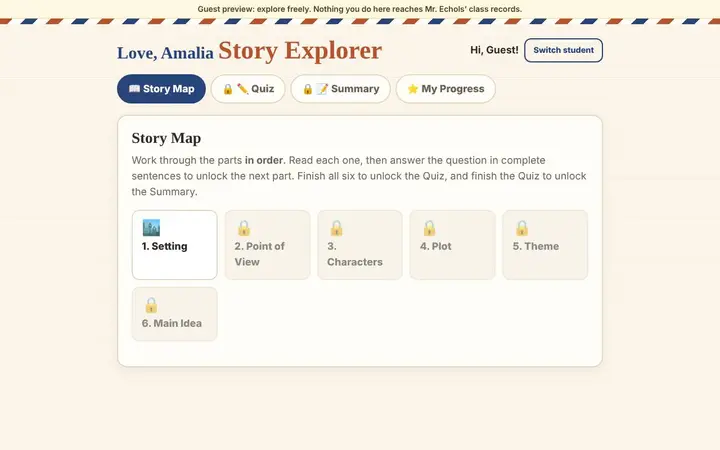 Guest preview: explore freely. Nothing you do here reaches Mr. Echols' class records.
Love, Amalia Story Explorer
Hi, Guest!
Switch student
Story Map
Quiz
Summary
My Progress
Story Map
Work through the parts in order. Read each one, then answer the question in complete
sentences to unlock the next part. Finish all six to unlock the Quiz, and finish the Quiz to unlock
the Summary.
1. Setting
2. Point of
View
3.
Characters
4. Plot
5. Theme
6. Main Idea